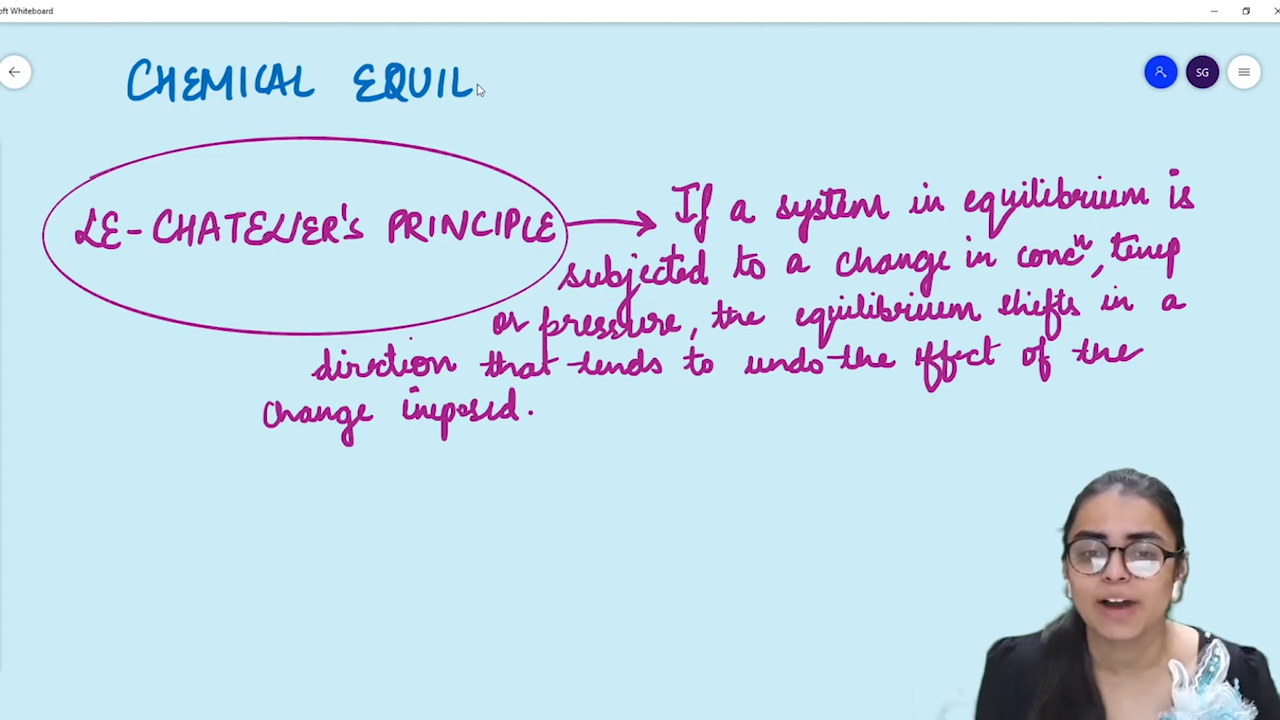 oft Whiteboard
SG
CHEMICAL EQUIL
LE-CHATELIER'S PRINCIPLE
If a system in equilibrium is
subjected to a change in concⁿ, temp
or pressure, the equilibrium shifts in a
direction that tends to undo the effect of the
change imposed.